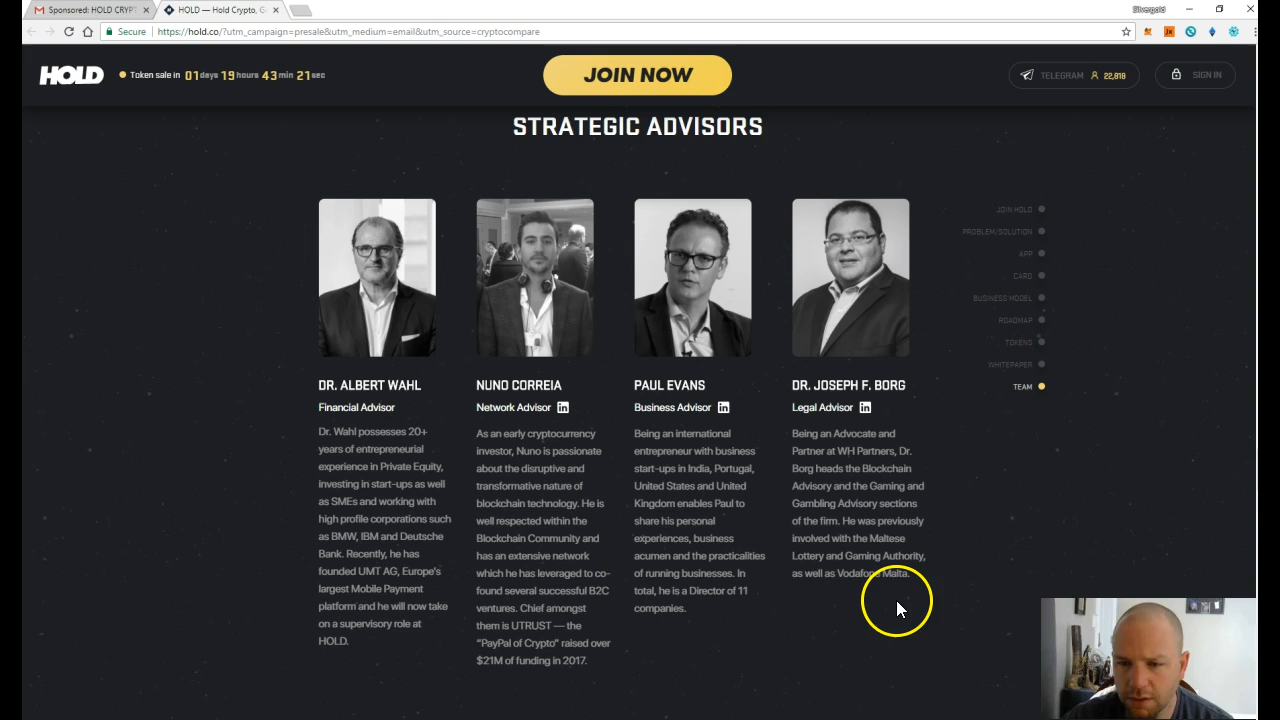 Sponsored: HOLD CRYPT
HOLD — Hold Crypto, G
Silvergold
Secure
https://hold.co/?utm_campaign=presale&utm_medium=email&utm_source=cryptocompare
HOLD
Token sale in 01days 19hours 43min 21sec
JOIN NOW
TELEGRAM 22,818
SIGN IN
STRATEGIC ADVISORS
JOIN HOLD
PROBLEM/SOLUTION
APP
CARD
BUSINESS MODEL
ROADMAP
TOKENS
WHITEPAPER
TEAM
DR. ALBERT WAHL
Financial Advisor
Dr. Wahl possesses 20+
years of entrepreneurial
experience in Private Equity,
investing in start-ups as well
as SMEs and working with
high profile corporations such
as BMW, IBM and Deutsche
Bank. Recently, he has
founded UMT AG, Europe's
largest Mobile Payment
platform and he will now take
on a supervisory role at
HOLD.
NUNO CORREIA
Network Advisor in
As an early cryptocurrency
investor, Nuno is passionate
about the disruptive and
transformative nature of
blockchain technology. He is
well respected within the
Blockchain Community and
has an extensive network
which he has leveraged to co-
found several successful B2C
ventures. Chief amongst
them is UTRUST — the
"PayPal of Crypto" raised over
$21M of funding in 2017.
PAUL EVANS
Business Advisor in
Being an international
entrepreneur with business
start-ups in India, Portugal,
United States and United
Kingdom enables Paul to
share his personal
experiences, business
acumen and the practicalities
of running businesses. In
total, he is a Director of 11
companies.
DR. JOSEPH F. BORG
Legal Advisor in
Being an Advocate and
Partner at WH Partners, Dr.
Borg heads the Blockchain
Advisory and the Gaming and
Gambling Advisory sections
of the firm. He was previously
involved with the Maltese
Lottery and Gaming Authority,
as well as Vodafone Malta.